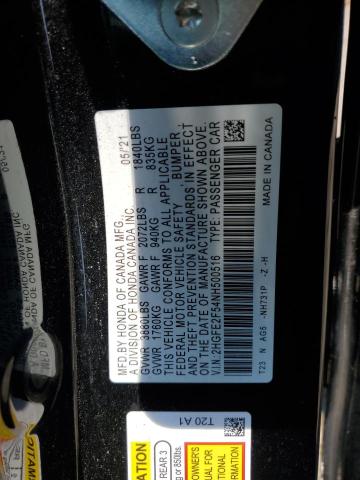 MFD.BY HONDA OF CANADA MFG. 05/21
A DIVISION OF HONDA CANADA INC.
GVWR 3880LBS GAWR F 2072LBS R 1840LBS
GVWR 1760KG GAWR F 940KG R 835KG
THIS VEHICLE CONFORMS TO ALL APPLICABLE
FEDERAL MOTOR VEHICLE SAFETY, BUMPER,
AND THEFT PREVENTION STANDARDS IN EFFECT
ON THE DATE OF MANUFACTURE SHOWN ABOVE.
V.I.N:2HGFE2F54NH500516 TYPE:PASSENGER CAR
T23 N AG5 -NH731P -Z -H MADE IN CANADA
T20 A1
REAR 3
OWNER'S